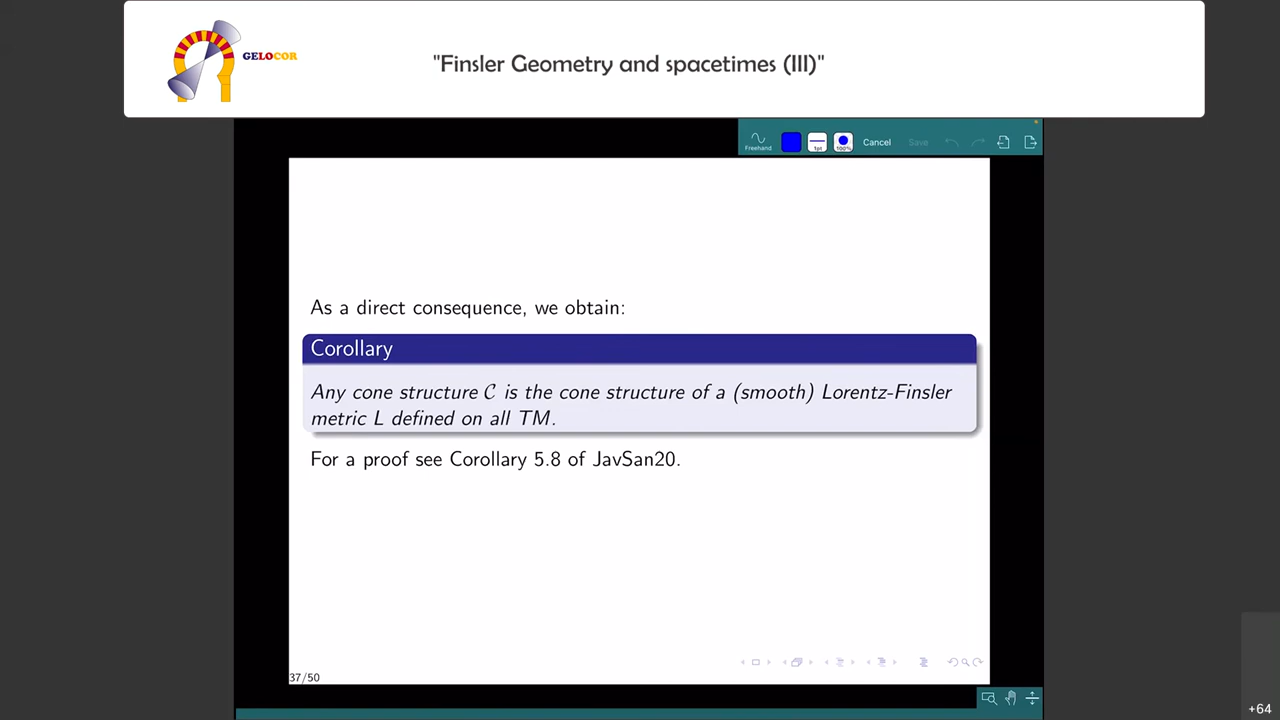 GELOCOR
"Finsler Geometry and spacetimes (III)"
Freehand
1pt
100%
Cancel
Save
As a direct consequence, we obtain:
Corollary
Any cone structure C is the cone structure of a (smooth) Lorentz-Finsler
metric L defined on all TM.
For a proof see Corollary 5.8 of JavSan20.
37/50
+64